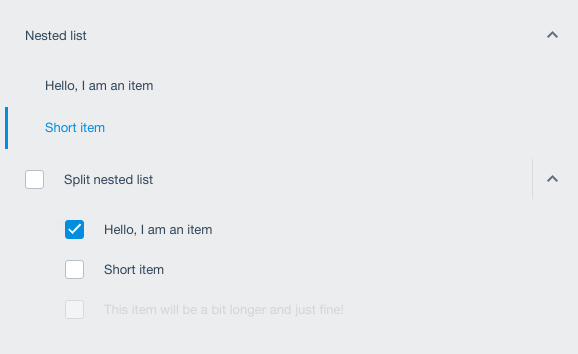 Nested list
Hello, I am an item
Short item
Split nested list
Hello, I am an item
Short item
This item will be a bit longer and just fine!